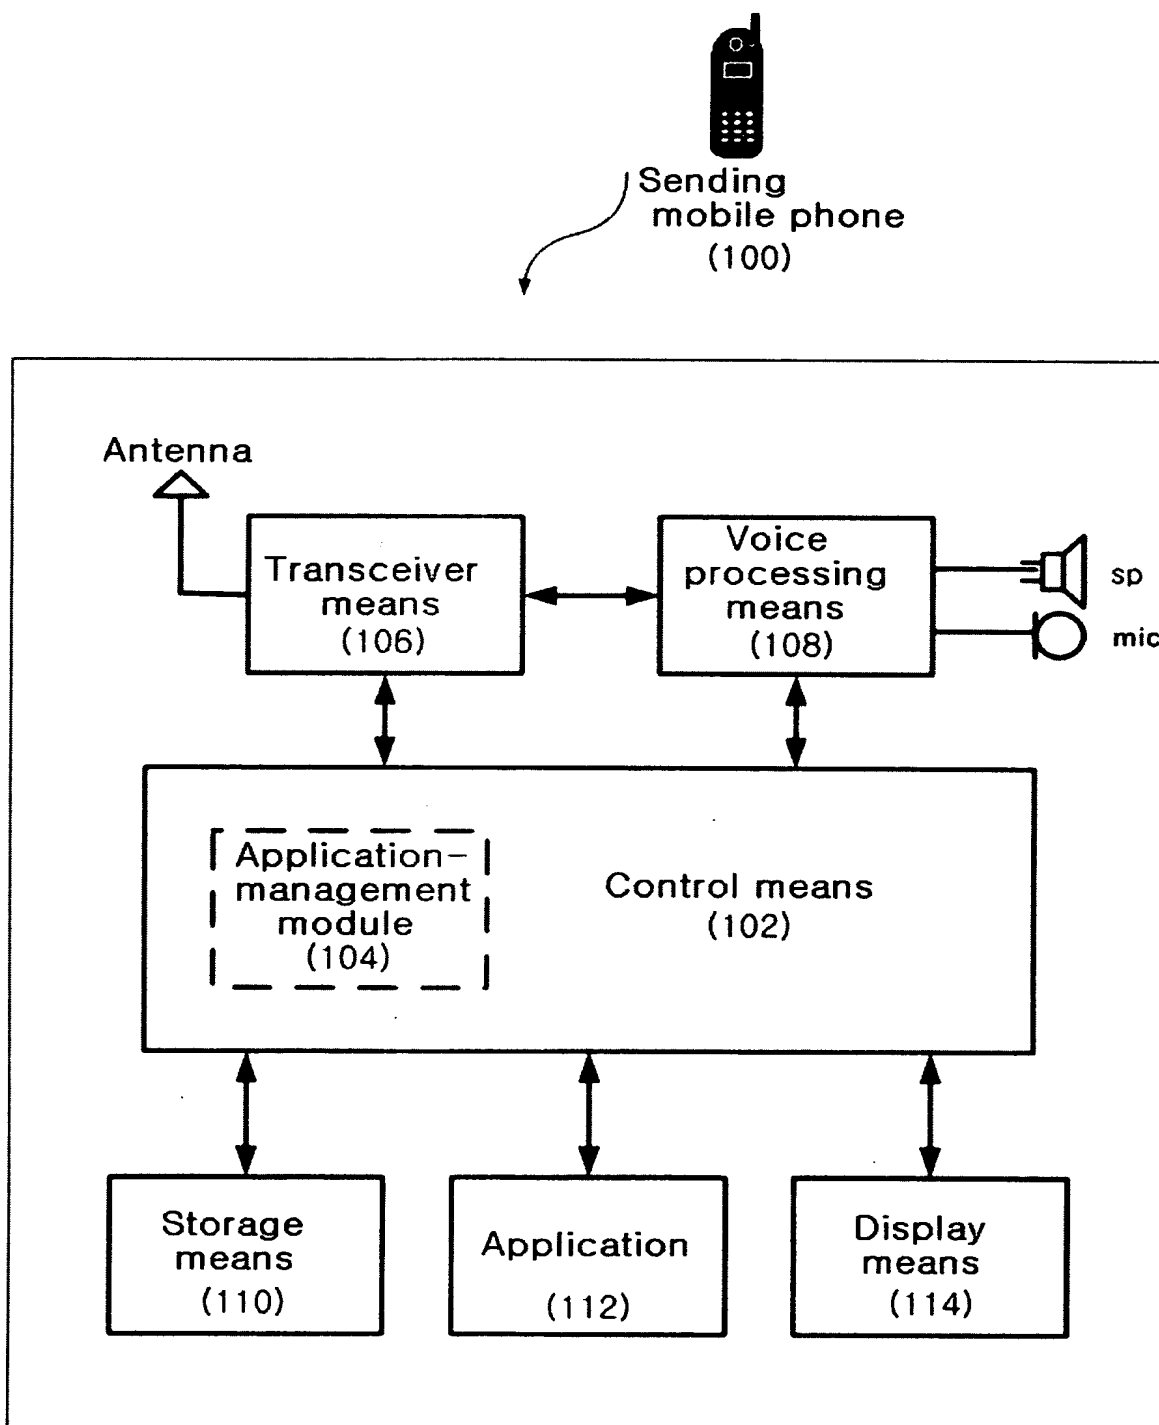 Sending
mobile phone
(100)
Antenna
Transceiver
means
(106)
Voice
processing
means
(108)
sp
mic
Application-
management
module
(104)
Control means
(102)
Storage
means
(110)
Application
(112)
Display
means
(114)